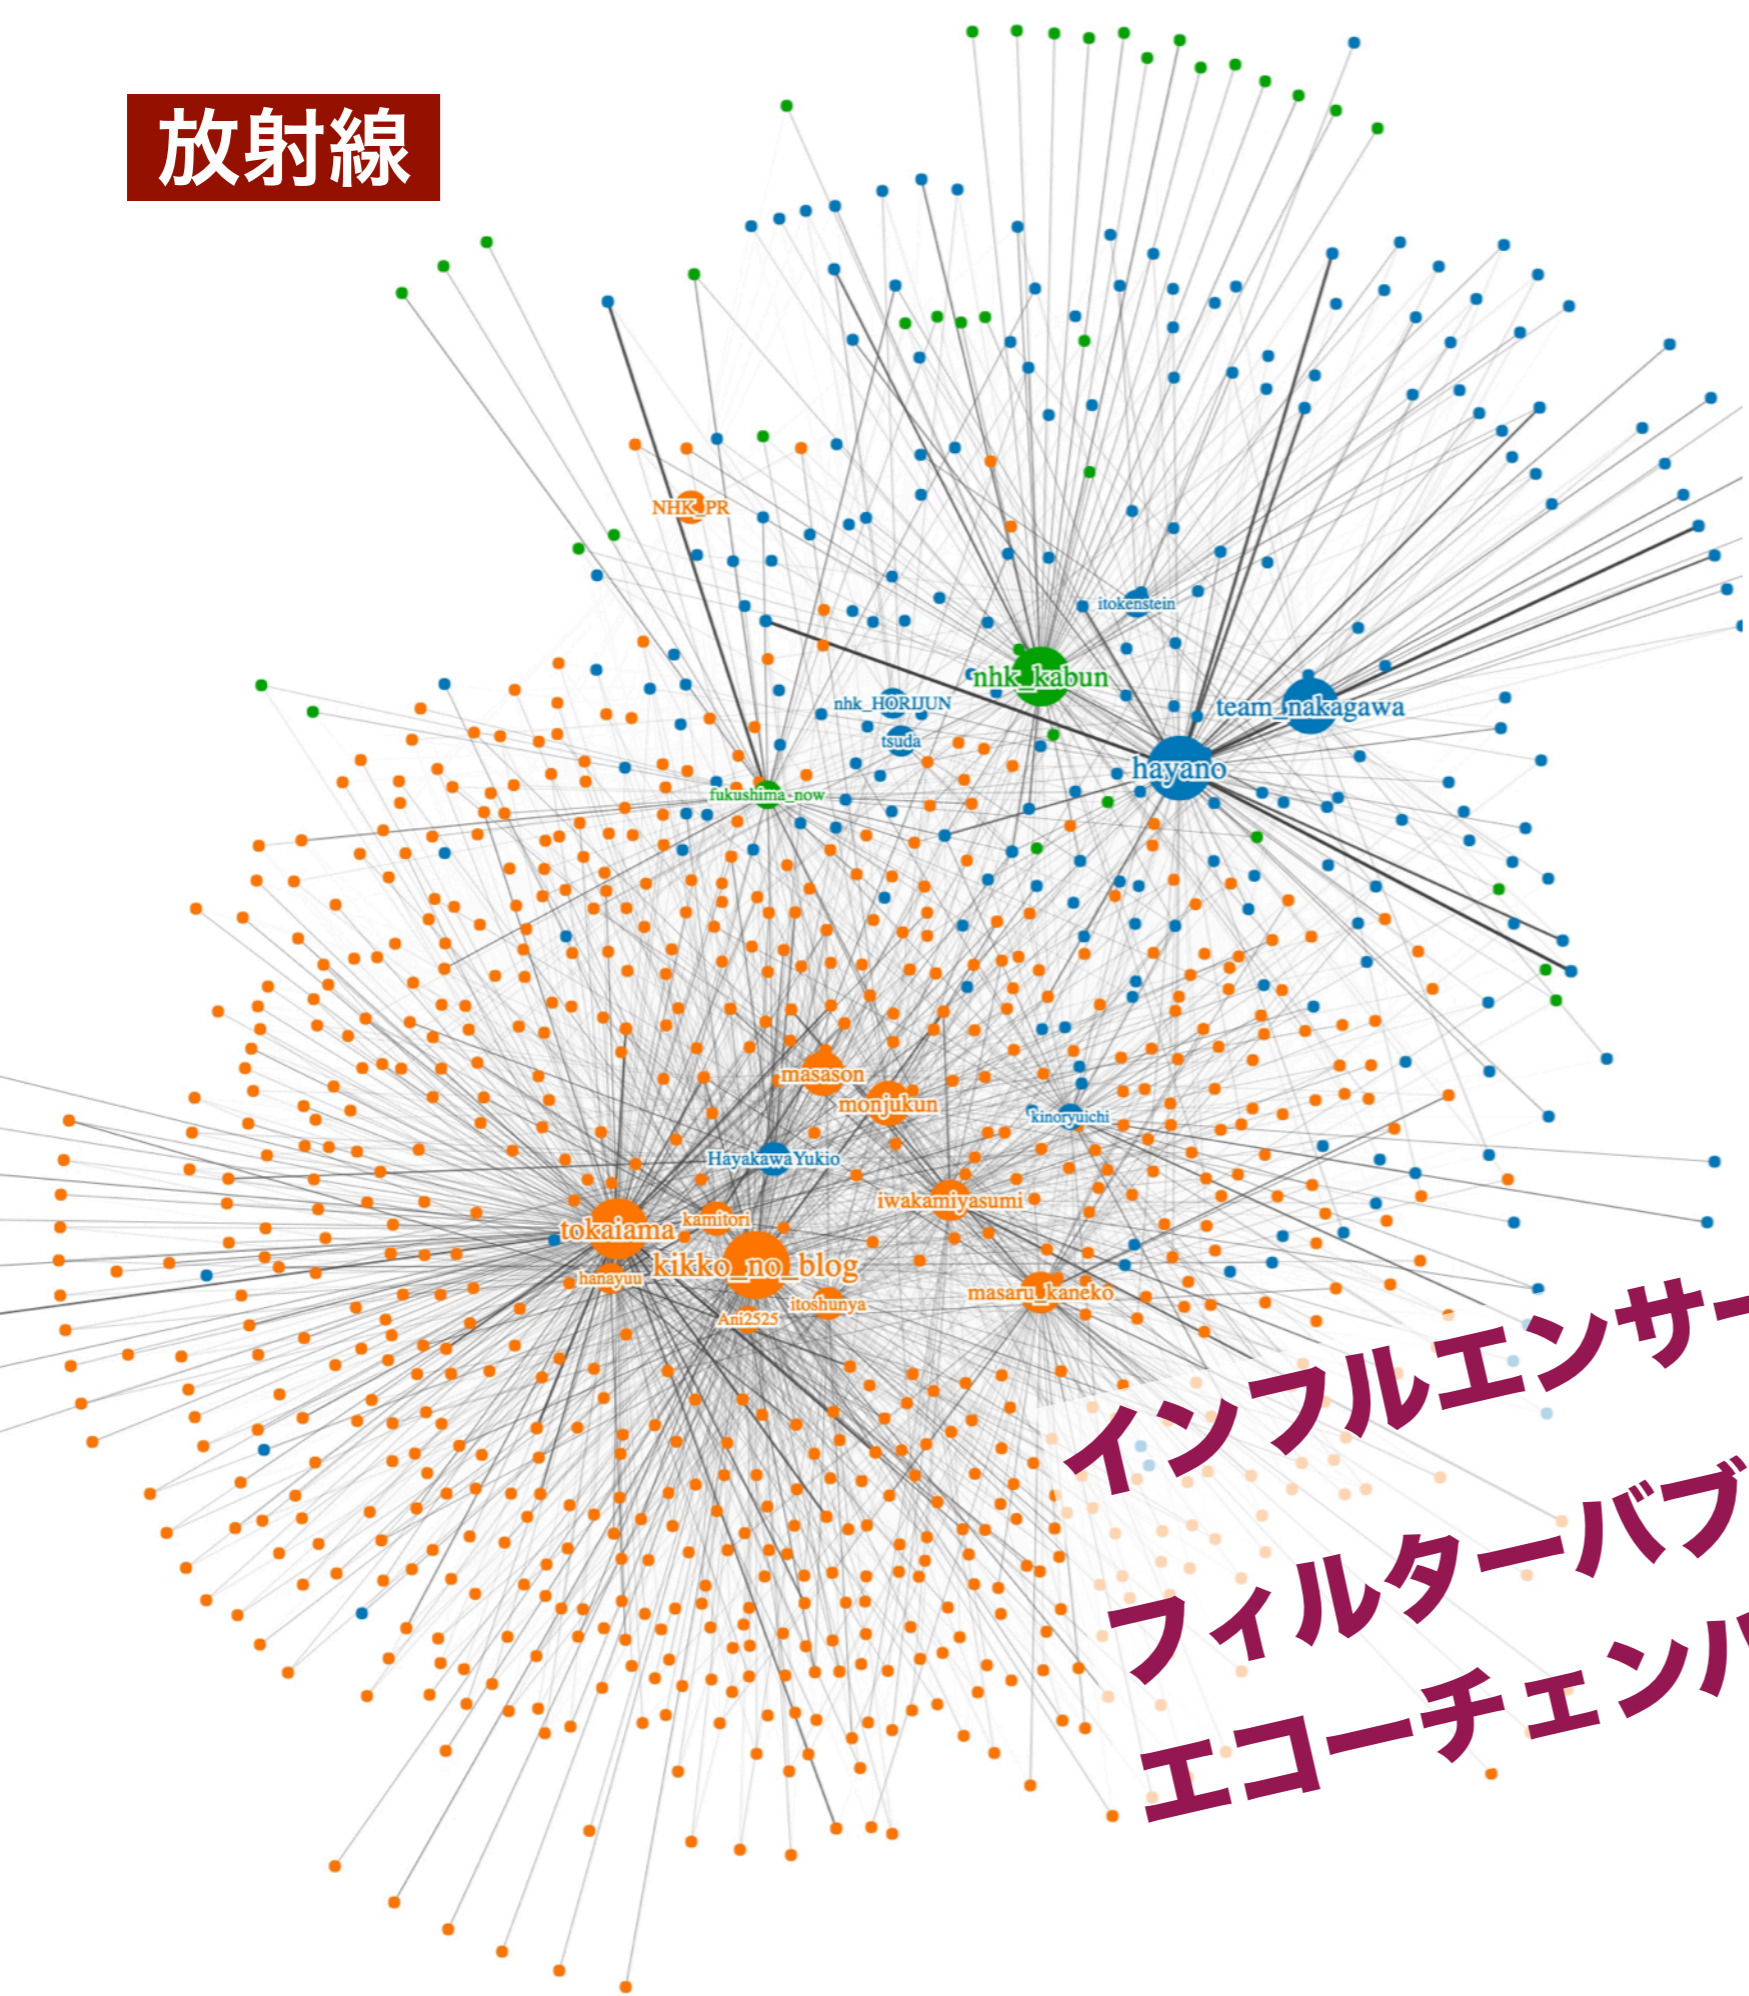 放射線
NHK_PR
itokenstein
nhk_kabun
nhk_HORIJUN
team_nakagawa
tsuda
hayano
fukushima_now
masason
monjukun
kinoryuichi
HayakawaYukio
iwakamiyasumi
kamitori
tokaiama
kikko_no_blog
hanayuu
masaru_kaneko
itoshunya
Ani2525
インフルエンサー
フィルターバブ
エコーチェンバ